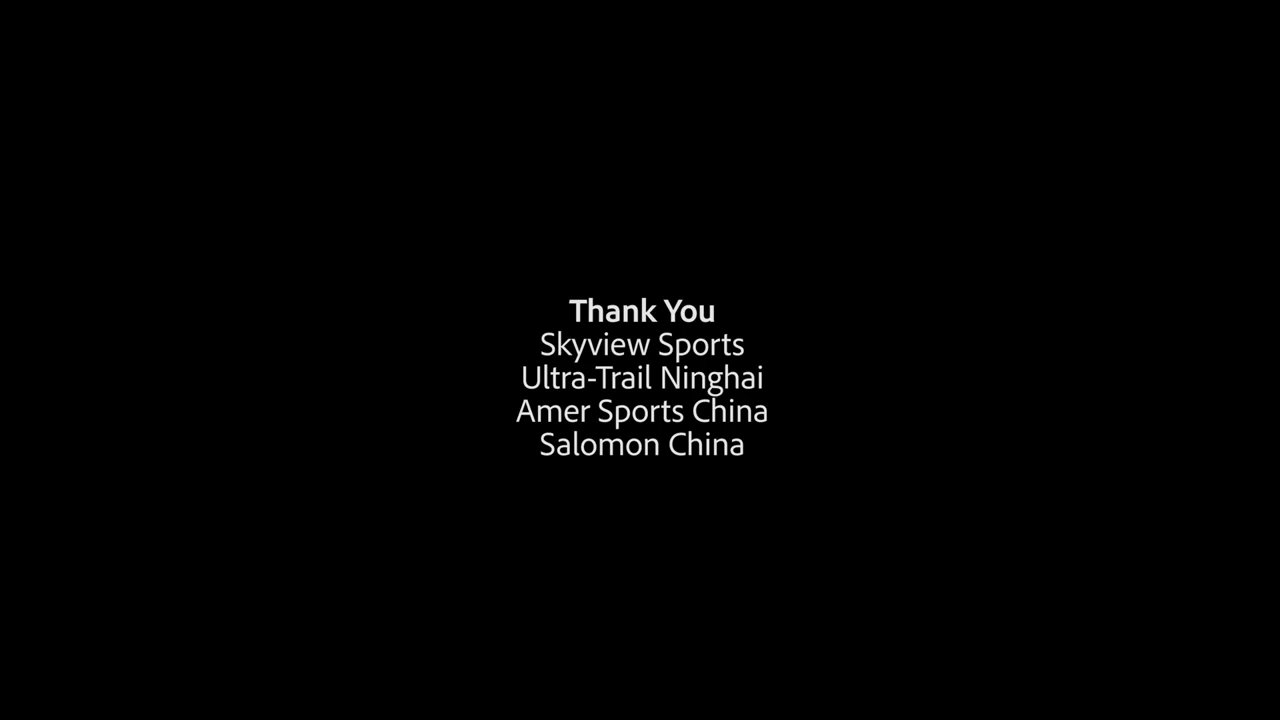 Thank You
Skyview Sports
Ultra-Trail Ninghai
Amer Sports China
Salomon China